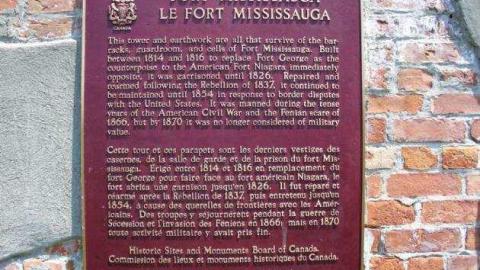 FORT MISSISSAUGA
LE FORT MISSISSAUGA
CANADA
This tower and earthwork are all that survive of the bar-
racks, guardroom, and cells of Fort Mississauga. Built
between 1814 and 1816 to replace Fort George as the
counterpoise to the American Fort Niagara immediately
opposite, it was garrisoned until 1826. Repaired and
rearmed following the Rebellion of 1837, it continued to
be maintained until 1854 in response to border disputes
with the United States. It was manned during the tense
years of the American Civil War and the Fenian scare of
1866, but by 1870 it was no longer considered of military
value.
Cette tour et ces parapets sont les derniers vestiges des
casernes, de la salle de garde et de la prison du fort Mis-
sissauga. Érigé entre 1814 et 1816 en remplacement du
fort George pour faire face au fort américain Niagara, le
fort abrita une garnison jusqu'en 1826. Il fut réparé et
réarmé après la Rébellion de 1837, puis entretenu jusqu'en
1854, à cause des querelles de frontières avec les Amé-
ricains. Des troupes y séjournèrent pendant la guerre de
Sécession et l'invasion des Féniens en 1866; mais en 1870
toute activité militaire y avait pris fin.
Historic Sites and Monuments Board of Canada.
Commission des lieux et monuments historiques du Canada.